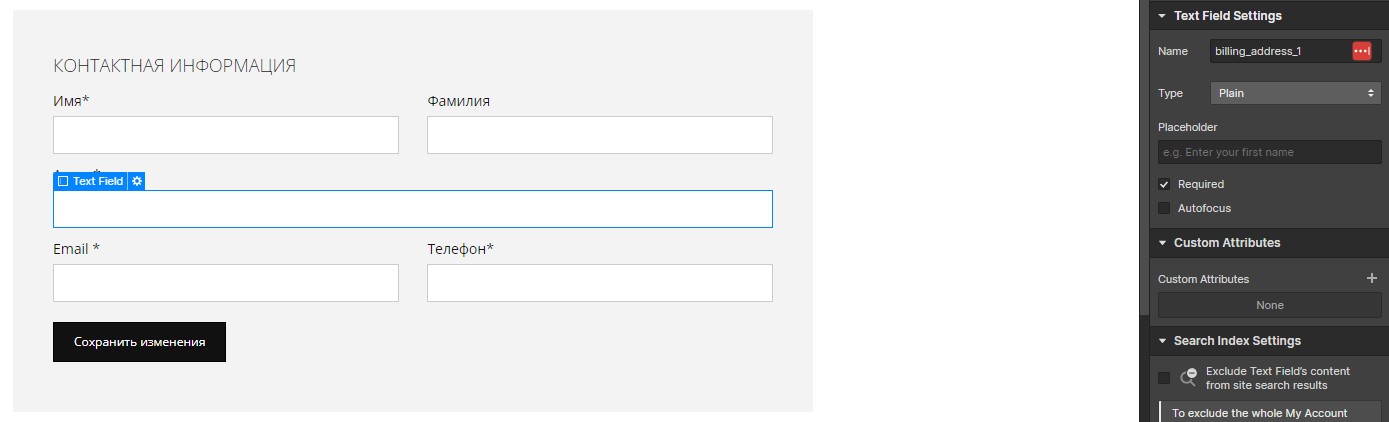 КОНТАКТНАЯ ИНФОРМАЦИЯ
Имя*
Фамилия
Text Field
Email *
Телефон*
Сохранить изменения
Text Field Settings
Name
billing_address_1
Type
Plain
Placeholder
e.g. Enter your first name
Required
Autofocus
Custom Attributes
Custom Attributes
None
Search Index Settings
Exclude Text Field's content
from site search results
To exclude the whole My Account